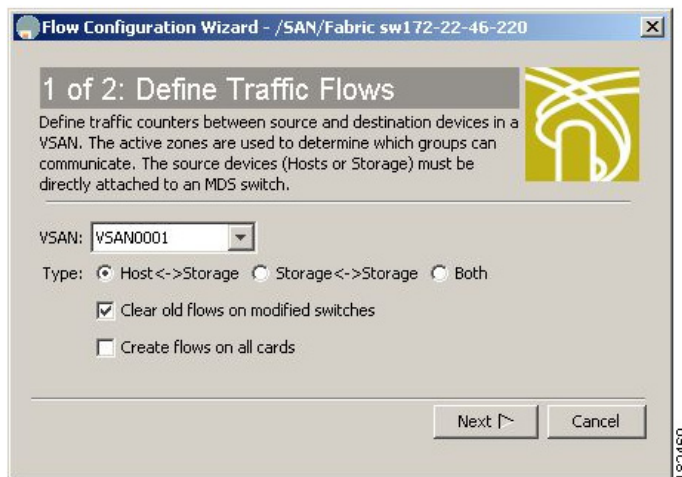 Flow Configuration Wizard - /SAN/Fabric sw172-22-46-220
1 of 2: Define Traffic Flows
Define traffic counters between source and destination devices in a
VSAN. The active zones are used to determine which groups can
communicate. The source devices (Hosts or Storage) must be
directly attached to an MDS switch.
VSAN: VSAN0001
Type: Host<->Storage Storage<->Storage Both
Clear old flows on modified switches
Create flows on all cards
Next Cancel